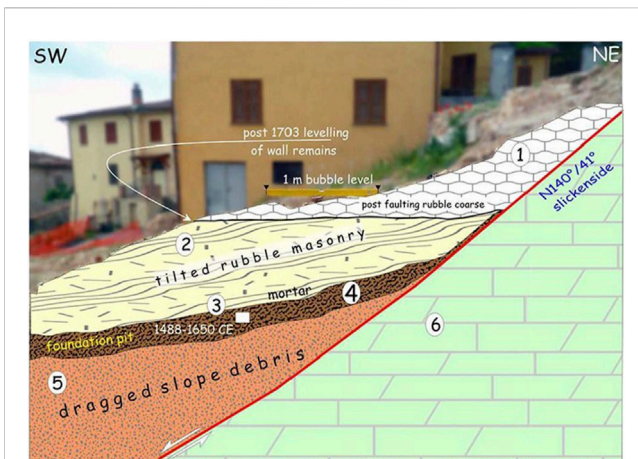 SW
NE
post 1703 levelling
of wall remains
1
N140°/41°
slickenside
1 m bubble level
post faulting rubble coarse
2
tilted rubble masonry
mortar
3
4
1488-1650 CE
6
foundation pit
5
dragged slope debris